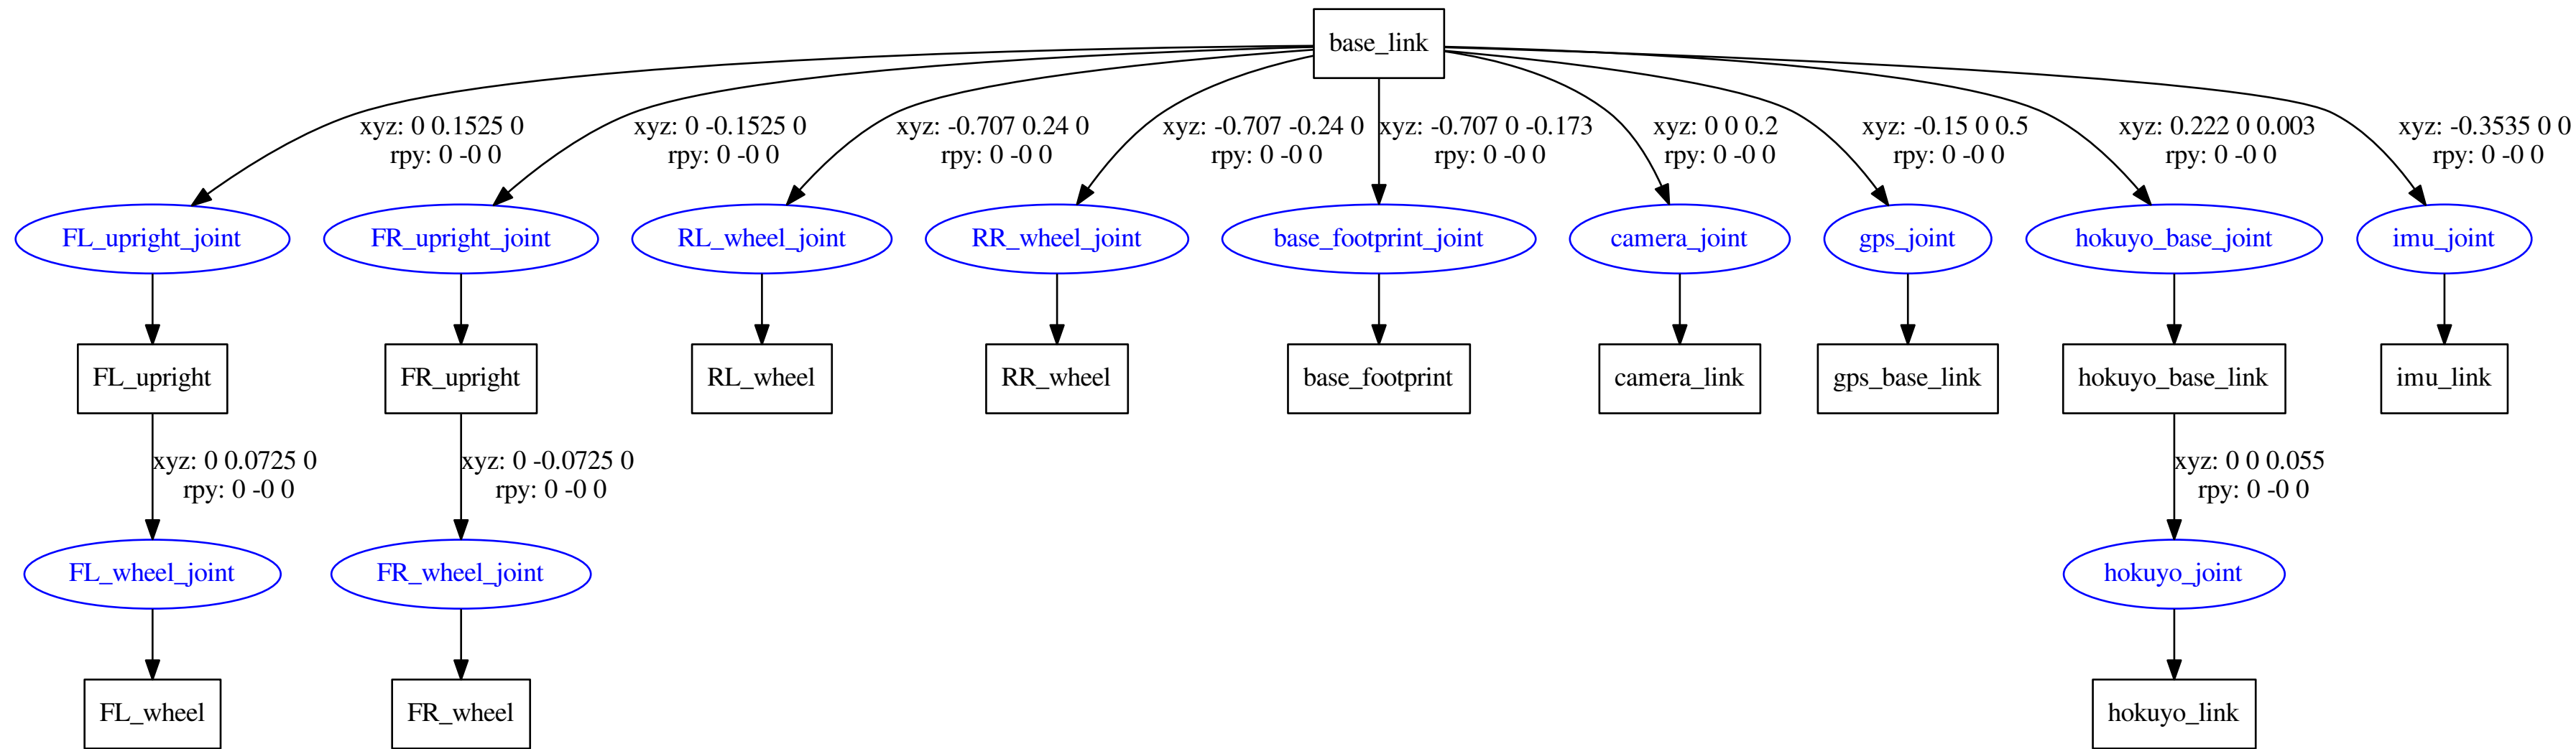 base_link
xyz: 0 0.1525 0
rpy: 0 -0 0
xyz: 0 -0.1525 0
rpy: 0 -0 0
xyz: -0.707 0.24 0
rpy: 0 -0 0
xyz: -0.707 -0.24 0
rpy: 0 -0 0
xyz: -0.707 0 -0.173
rpy: 0 -0 0
xyz: 0 0 0.2
rpy: 0 -0 0
xyz: -0.15 0 0.5
rpy: 0 -0 0
xyz: 0.222 0 0.003
rpy: 0 -0 0
xyz: -0.3535 0 0
rpy: 0 -0 0
FL_upright_joint
FR_upright_joint
RL_wheel_joint
RR_wheel_joint
base_footprint_joint
camera_joint
gps_joint
hokuyo_base_joint
imu_joint
FL_upright
FR_upright
RL_wheel
RR_wheel
base_footprint
camera_link
gps_base_link
hokuyo_base_link
imu_link
xyz: 0 0.0725 0
rpy: 0 -0 0
xyz: 0 -0.0725 0
rpy: 0 -0 0
xyz: 0 0 0.055
rpy: 0 -0 0
FL_wheel_joint
FR_wheel_joint
hokuyo_joint
FL_wheel
FR_wheel
hokuyo_link